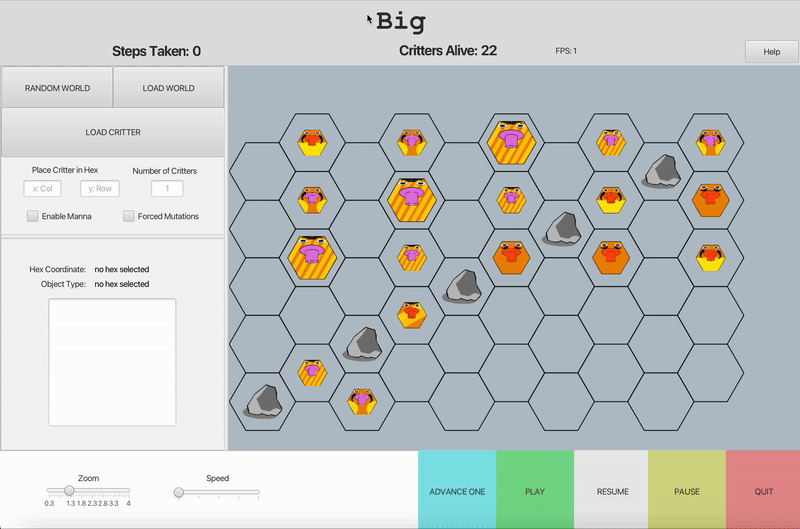 Big
Steps Taken: 0
Critters Alive: 22
FPS: 1
Help
RANDOM WORLD
LOAD WORLD
LOAD CRITTER
Place Critter in Hex
Number of Critters
x: Col
y: Row
1
Enable Manna
Forced Mutations
Hex Coordinate: no hex selected
Object Type: no hex selected
Zoom
Speed
0.3 1.3 1.8 2.3 2.8 3.3 4
ADVANCE ONE
PLAY
RESUME
PAUSE
QUIT